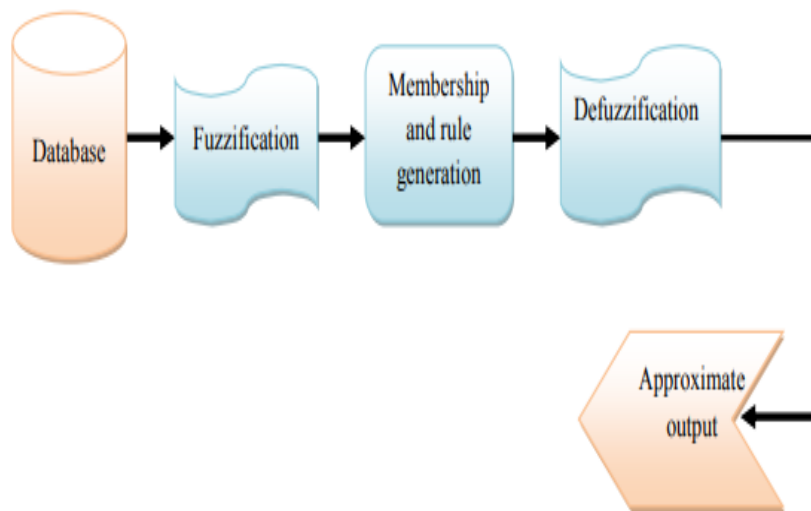 Database
Fuzzification
Membership
and rule
generation
Defuzzification
Approximate
output